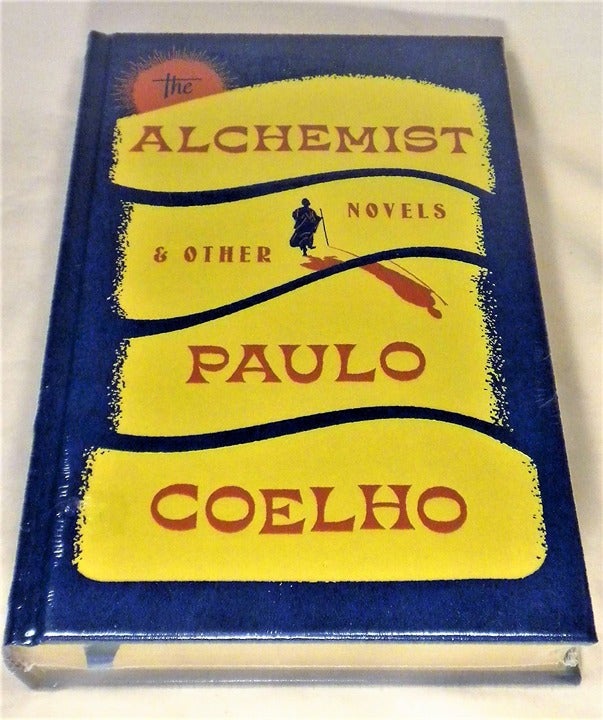 the
ALCHEMIST
NOVELS
& OTHER
PAULO
COELHO